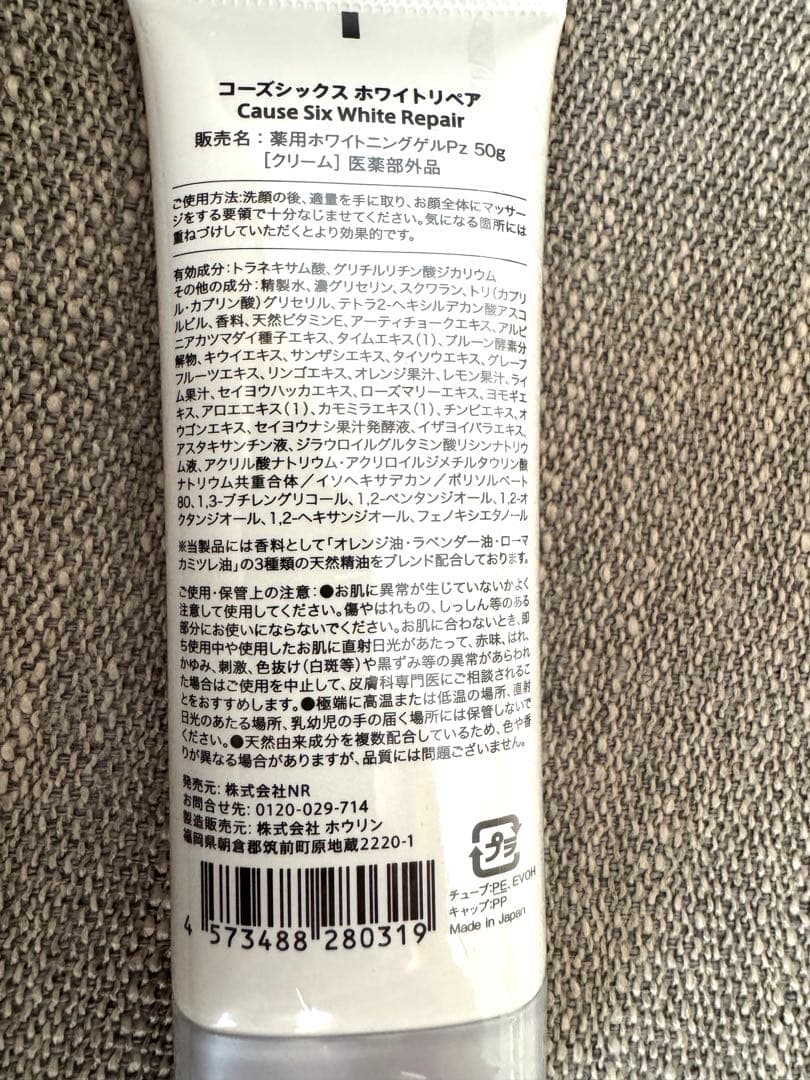 コーズシックス ホワイトリペア
Cause Six White Repair
販売名：薬用ホワイトニングゲルPz 50g
［クリーム］医薬部外品
ご使用方法:洗顔の後、適量を手に取り、お顔全体にマッサー
ジをする要領で十分なじませてください。気になる箇所には
重ねづけしていただくとより効果的です。
有効成分：トラネキサム酸、グリチルリチン酸ジカリウム
その他の成分：精製水、濃グリセリン、スクワラン、トリ（カプリ
ル・カプリン酸）グリセリル、テトラ2-ヘキシルデカン酸アスコ
ルビル、香料、天然ビタミンE、アーティチョークエキス、アルピ
ニアカツマダイ種子エキス、タイムエキス（1）、プルーン酵素分
解物、キウイエキス、サンザシエキス、タイソウエキス、グレープ
フルーツエキス、リンゴエキス、オレンジ果汁、レモン果汁、ライ
ム果汁、セイヨウハッカエキス、ローズマリーエキス、ヨモギエ
キス、アロエエキス（1）、カモミラエキス（1）、チンピエキス、オ
ウゴンエキス、セイヨウナシ果汁発酵液、イザヨイバラエキス、
アスタキサンチン液、ジラウロイルグルタミン酸リシンナトリウ
ム液、アクリル酸ナトリウム・アクリロイルジメチルタウリン酸
ナトリウム共重合体／イソヘキサデカン／ポリソルベート
80、1,3-ブチレングリコール、1,2-ペンタンジオール、1,2-オ
クタンジオール、1,2-ヘキサンジオール、フェノキシエタノール
※当製品には香料として「オレンジ油・ラベンダー油・ローマ
カミツレ油」の3種類の天然精油をブレンド配合しております。
ご使用・保管上の注意：●お肌に異常が生じていないかよく
注意して使用してください。傷やはれもの、しっしん等のある
部分にお使いにならないでください。お肌に合わないとき、即
ち使用中や使用したお肌に直射日光があたって、赤味、はれ、
かゆみ、刺激、色抜け（白斑等）や黒ずみ等の異常があらわれ
た場合はご使用を中止して、皮膚科専門医にご相談されるこ
とをおすすめします。●極端に高温または低温の場所、直射
日光のあたる場所、乳幼児の手の届く場所には保管しないで
ください。●天然由来成分を複数配合しているため、色や香
りが異なる場合がありますが、品質には問題ございません。
発売元：株式会社NR
お問合せ先：0120-029-714
製造販売元：株式会社 ホウリン
福岡県朝倉郡筑前町原地蔵2220-1
プラ
チューブ:PE、EVOH
キャップ:PP
Made in Japan
4 573488 280319